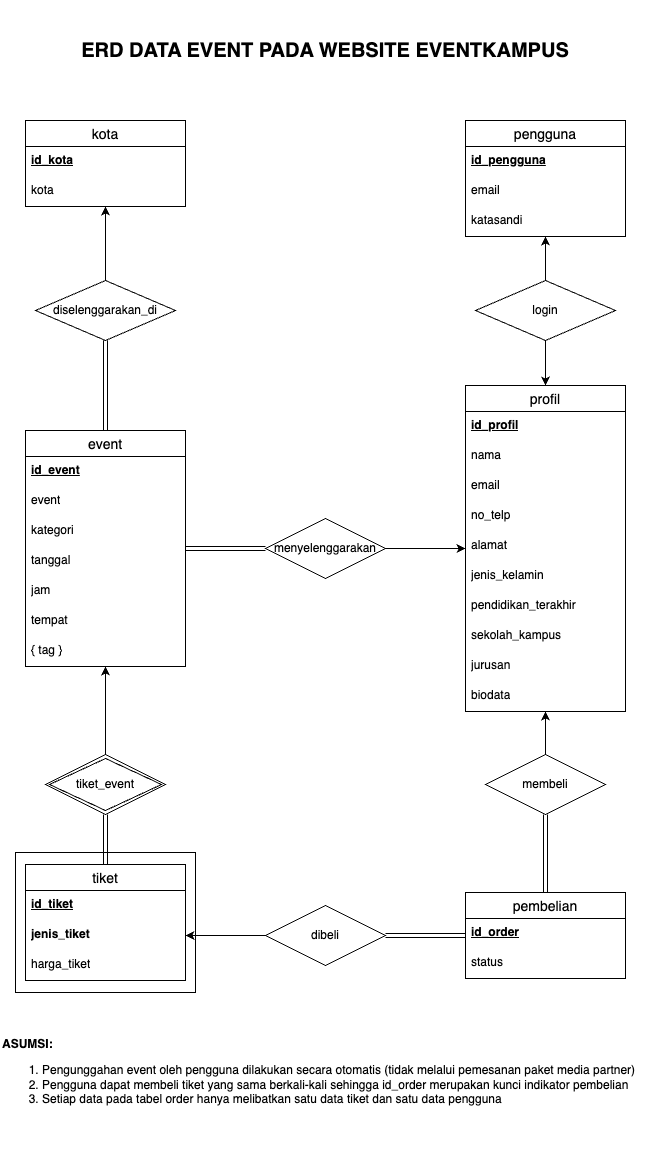 ERD DATA EVENT PADA WEBSITE EVENTKAMPUS
kota
id_kota
kota
pengguna
id_pengguna
email
katasandi
diselenggarakan_di
login
event
id_event
event
kategori
tanggal
jam
tempat
{ tag }
menyelenggarakan
profil
id_profil
nama
email
no_telp
alamat
jenis_kelamin
pendidikan_terakhir
sekolah_kampus
jurusan
biodata
tiket_event
membeli
tiket
id_tiket
jenis_tiket
harga_tiket
dibeli
pembelian
id_order
status
ASUMSI:
1. Pengunggahan event oleh pengguna dilakukan secara otomatis (tidak melalui pemesanan paket media partner)
2. Pengguna dapat membeli tiket yang sama berkali-kali sehingga id_order merupakan kunci indikator pembelian
3. Setiap data pada tabel order hanya melibatkan satu data tiket dan satu data pengguna